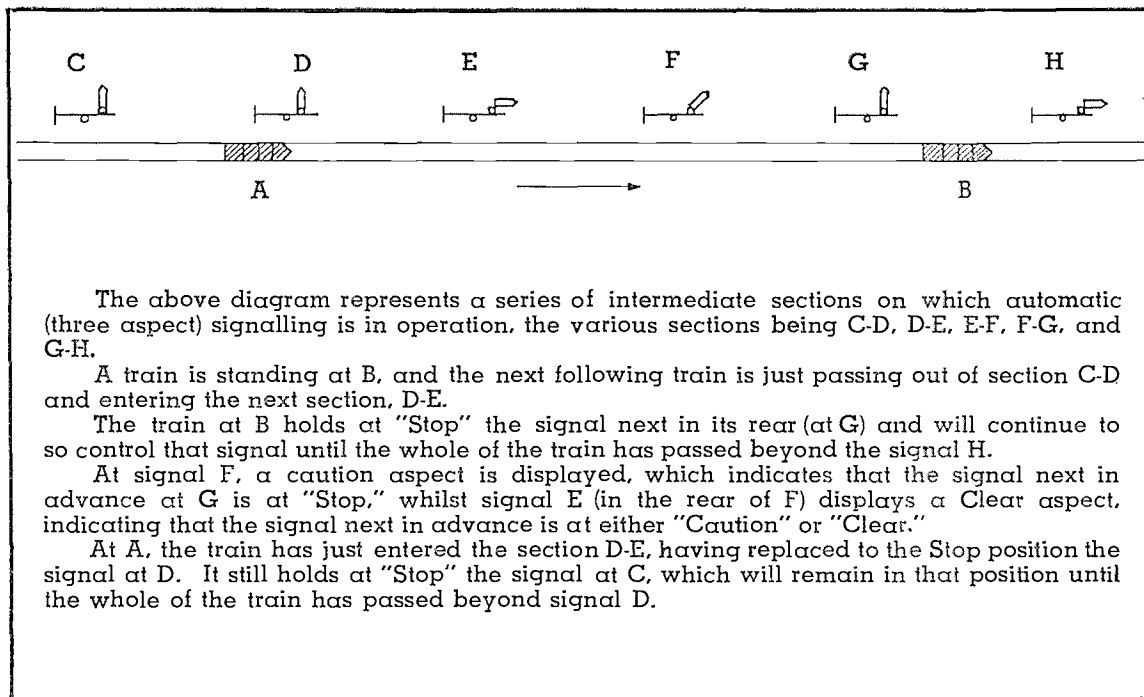 C D E F G H
A B
The above diagram represents a series of intermediate sections on which automatic
(three aspect) signalling is in operation, the various sections being C-D, D-E, E-F, F-G, and
G-H.
A train is standing at B, and the next following train is just passing out of section C-D
and entering the next section, D-E.
The train at B holds at "Stop" the signal next in its rear (at G) and will continue to
so control that signal until the whole of the train has passed beyond the signal H.
At signal F, a caution aspect is displayed, which indicates that the signal next in
advance at G is at "Stop," whilst signal E (in the rear of F) displays a Clear aspect,
indicating that the signal next in advance is at either "Caution" or "Clear."
At A, the train has just entered the section D-E, having replaced to the Stop position the
signal at D. It still holds at "Stop" the signal at C, which will remain in that position until
the whole of the train has passed beyond signal D.